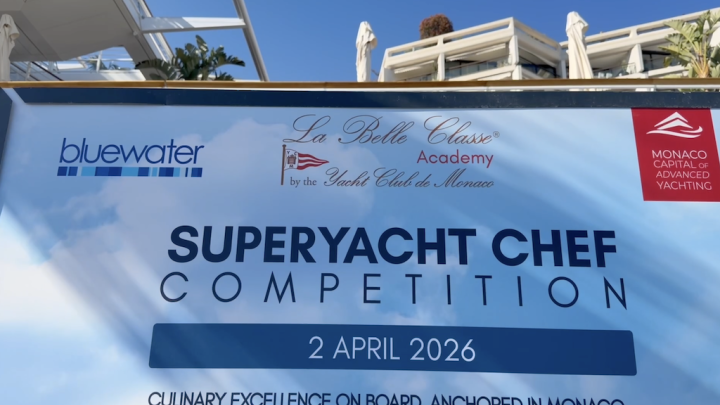 bluewater
La Belle Classe®
Academy
by the Yacht Club de Monaco
MONACO
CAPITAL OF
ADVANCED
YACHTING
SUPERYACHT CHEF
COMPETITION
2 APRIL 2026
CULINARY EXCELLENCE ON BOARD, ANCHORED IN MONACO